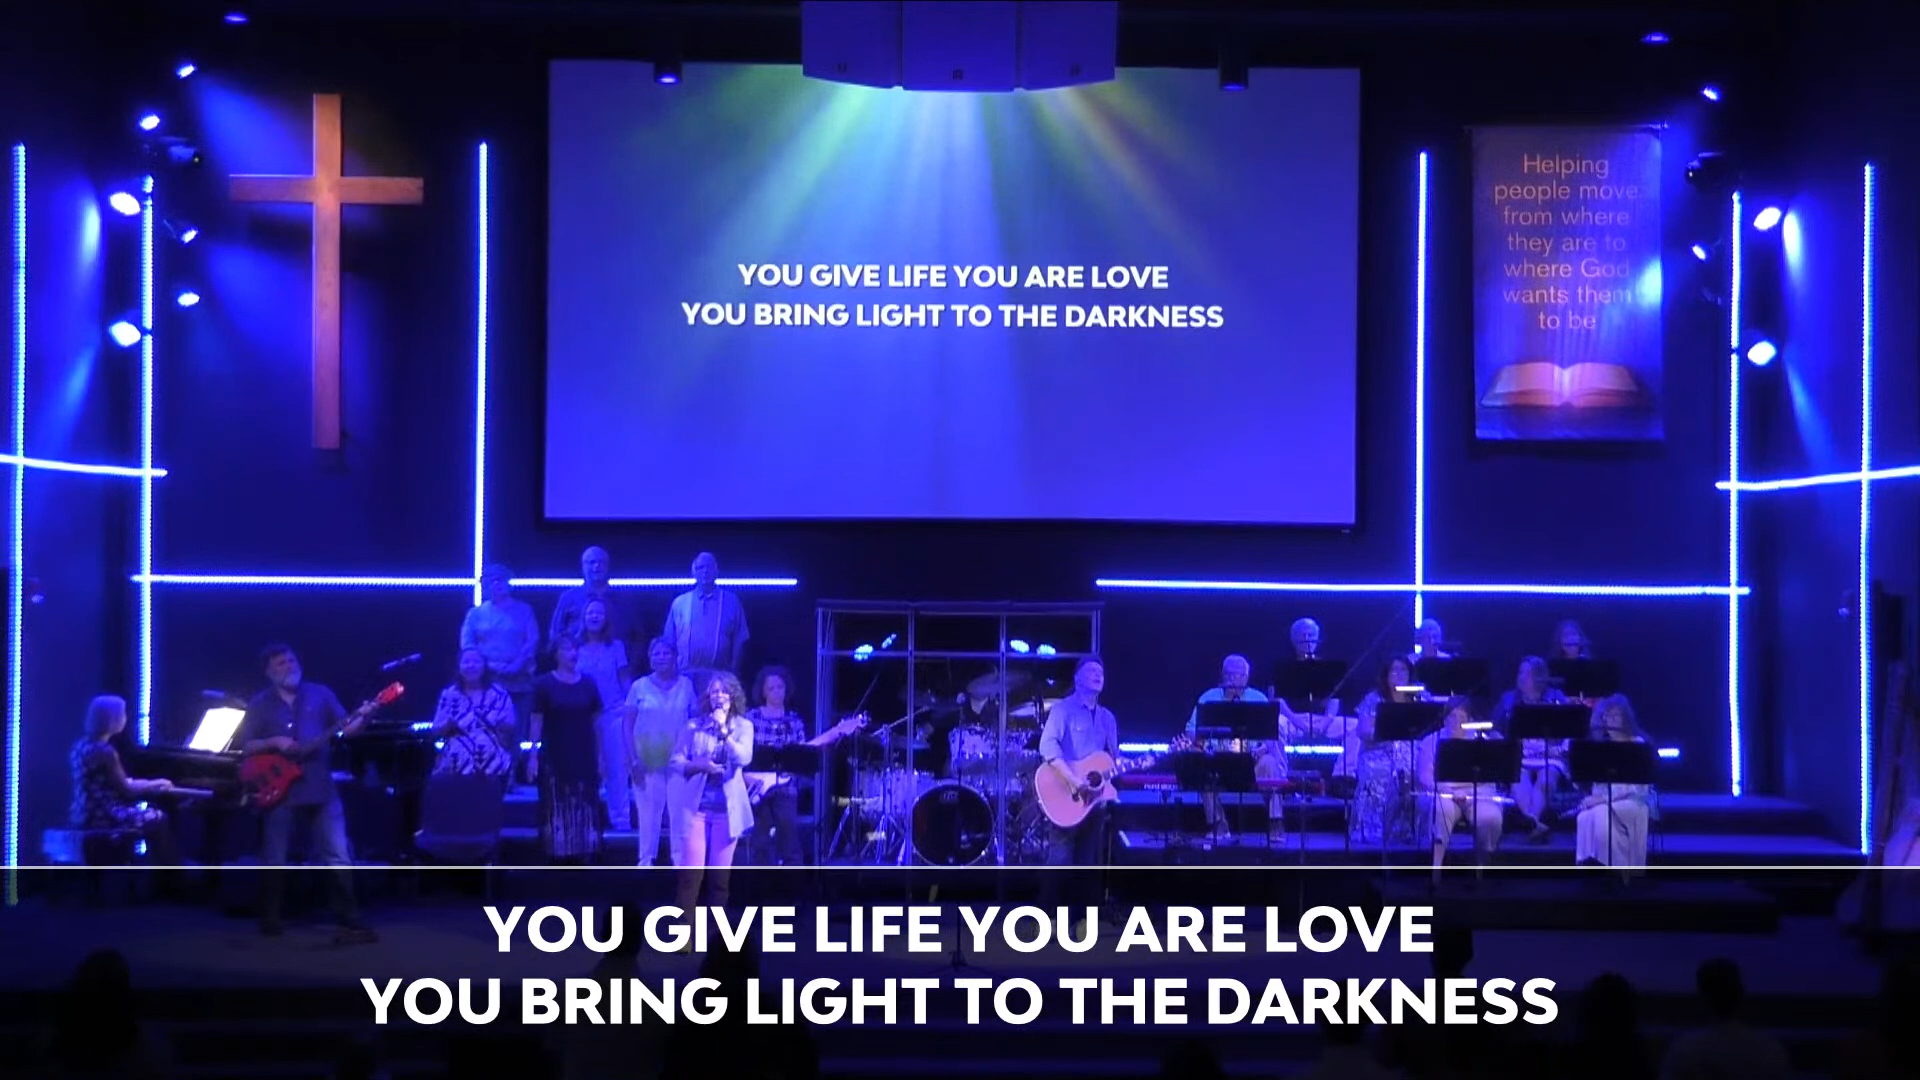 YOU GIVE LIFE YOU ARE LOVE
YOU BRING LIGHT TO THE DARKNESS
Helping
people move
from where
they are to
where God
wants them
to be
YOU GIVE LIFE YOU ARE LOVE
YOU BRING LIGHT TO THE DARKNESS